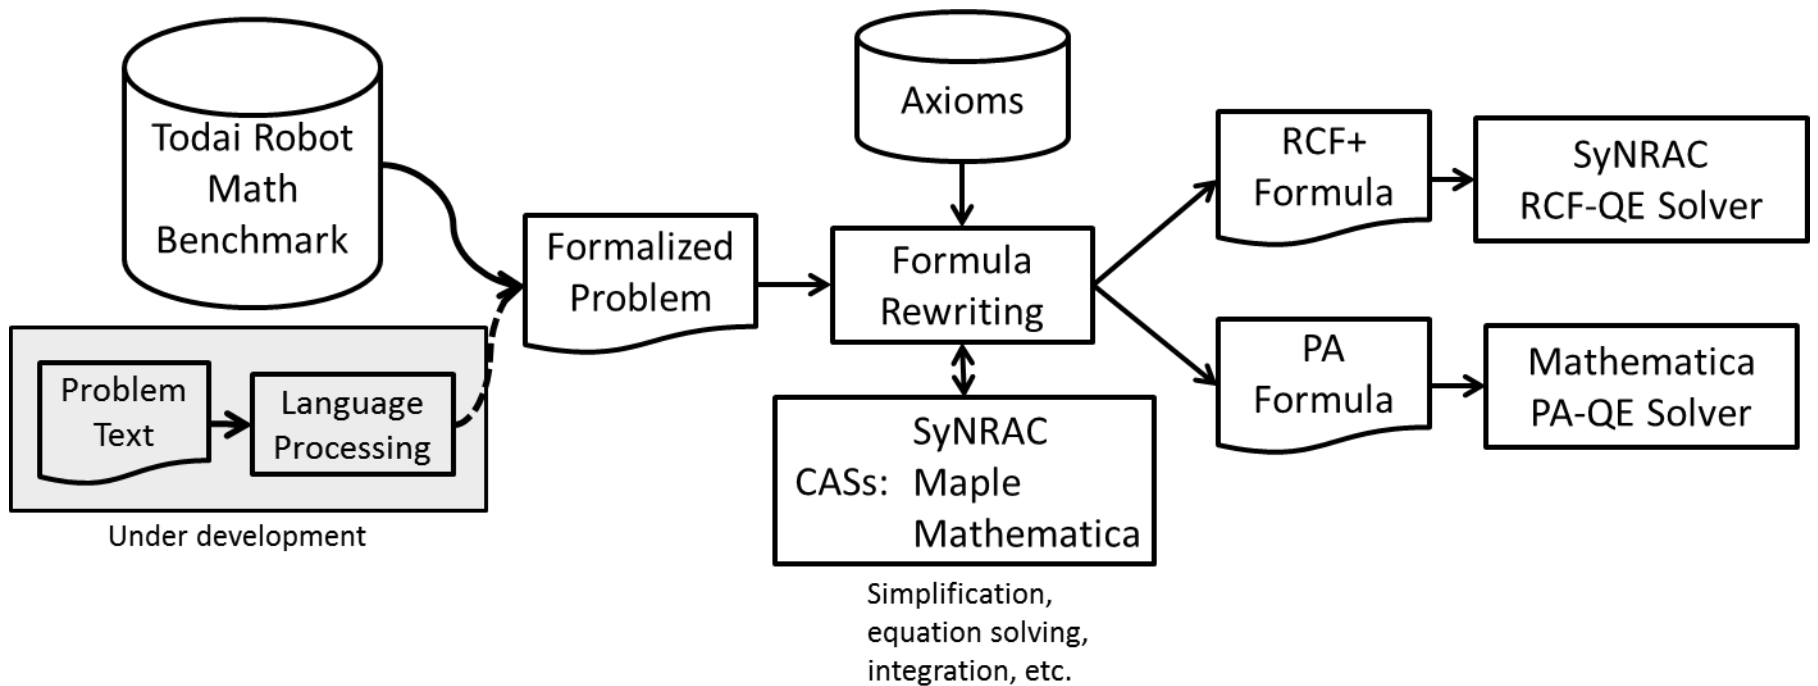 Todai Robot
Math
Benchmark
Problem
Text
Language
Processing
Under development
Formalized
Problem
Axioms
Formula
Rewriting
SyNRAC
CASs: Maple
Mathematica
Simplification,
equation solving,
integration, etc.
RCF+
Formula
SyNRAC
RCF-QE Solver
PA
Formula
Mathematica
PA-QE Solver